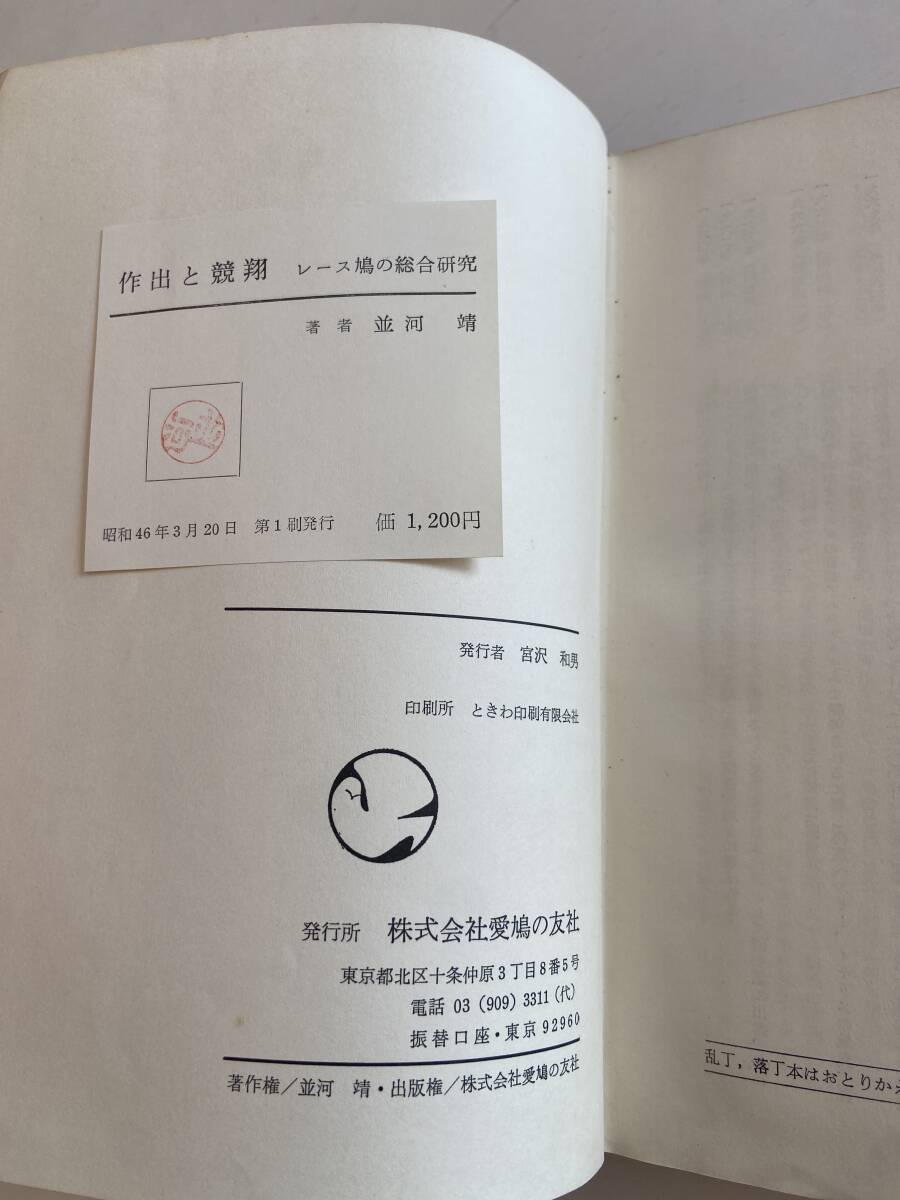 作出と競翔　レース鳩の総合研究
著者　並河　靖
昭和46年3月20日　第1刷発行　価 1,200円
発行者　宮沢　和男
印刷所　ときわ印刷有限会社
発行所　株式会社愛鳩の友社
東京都北区十条仲原3丁目8番5号
電話 03 (909) 3311 (代)
振替口座・東京 92960
著作権／並河　靖・出版権／株式会社愛鳩の友社
乱丁，落丁本はおとりかえ